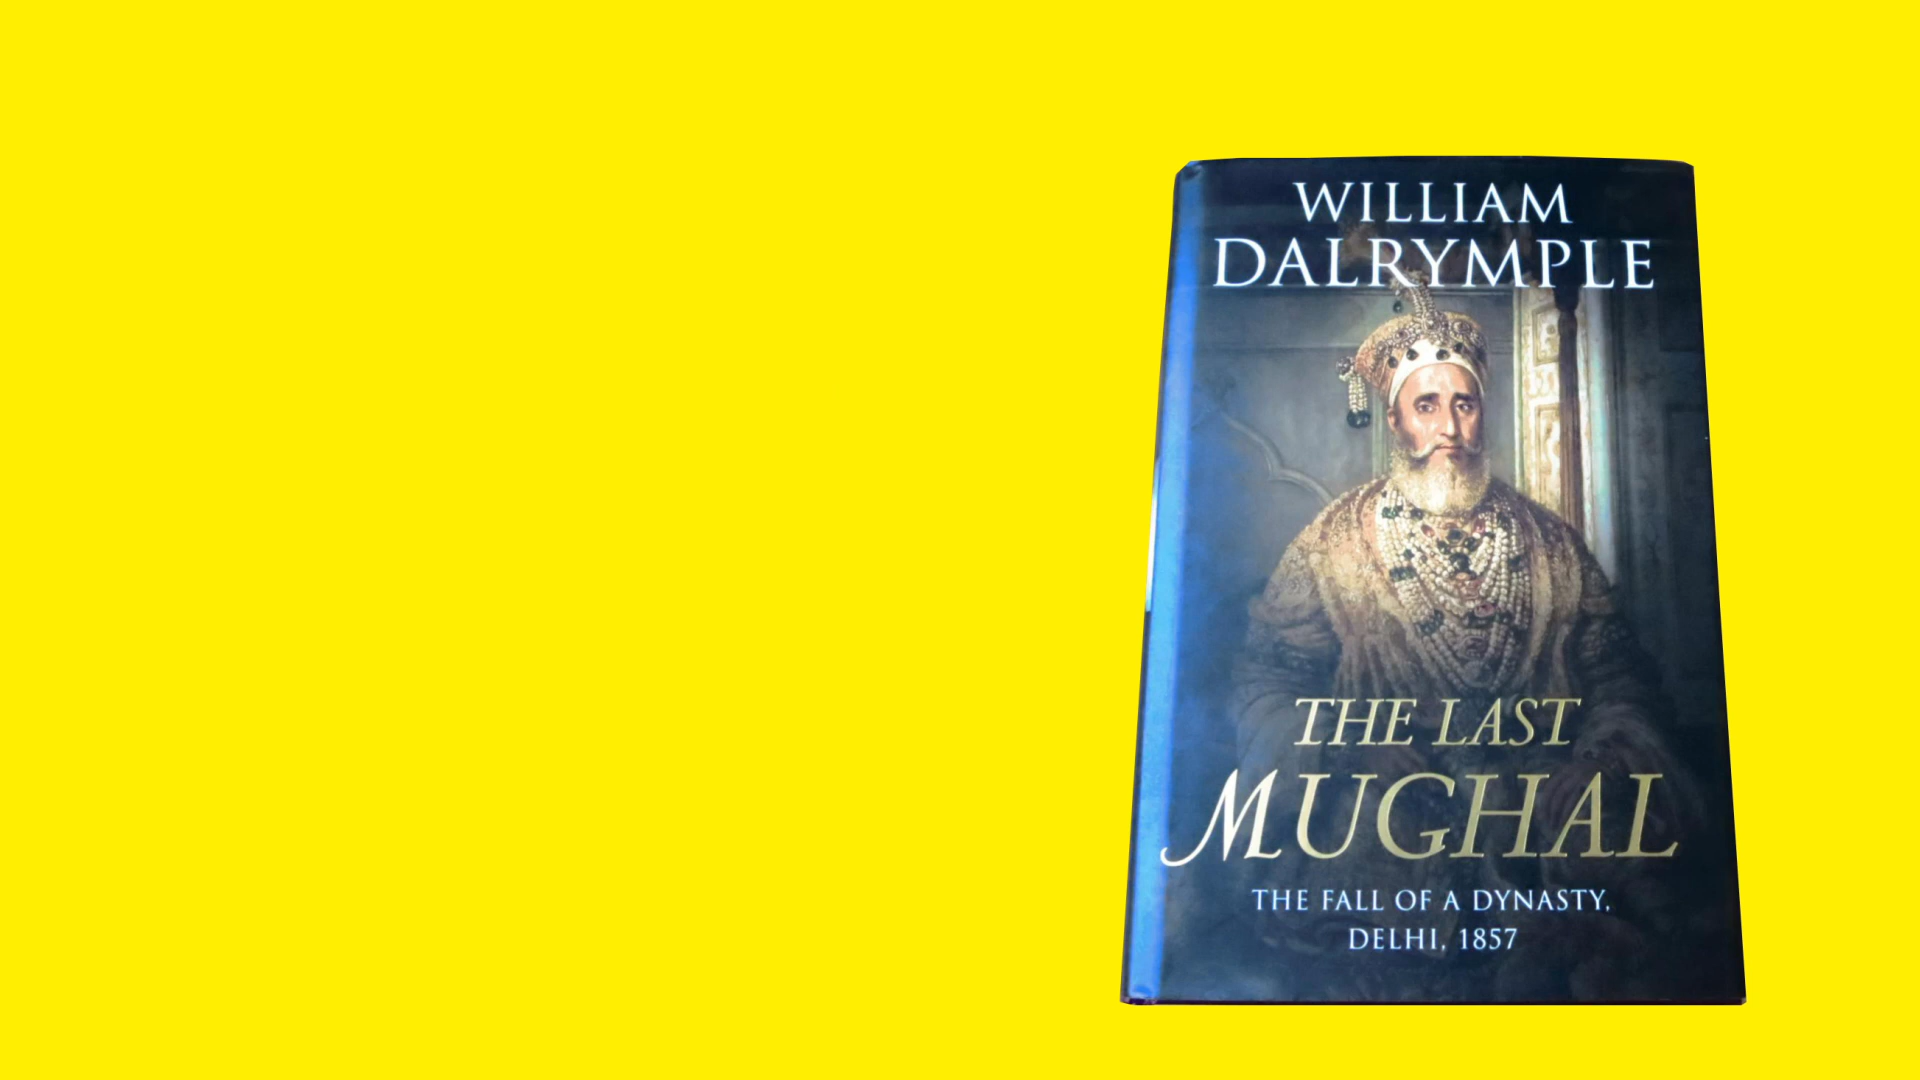 WILLIAM
DALRYMPLE
THE LAST
MUGHAL
THE FALL OF A DYNASTY,
DELHI, 1857